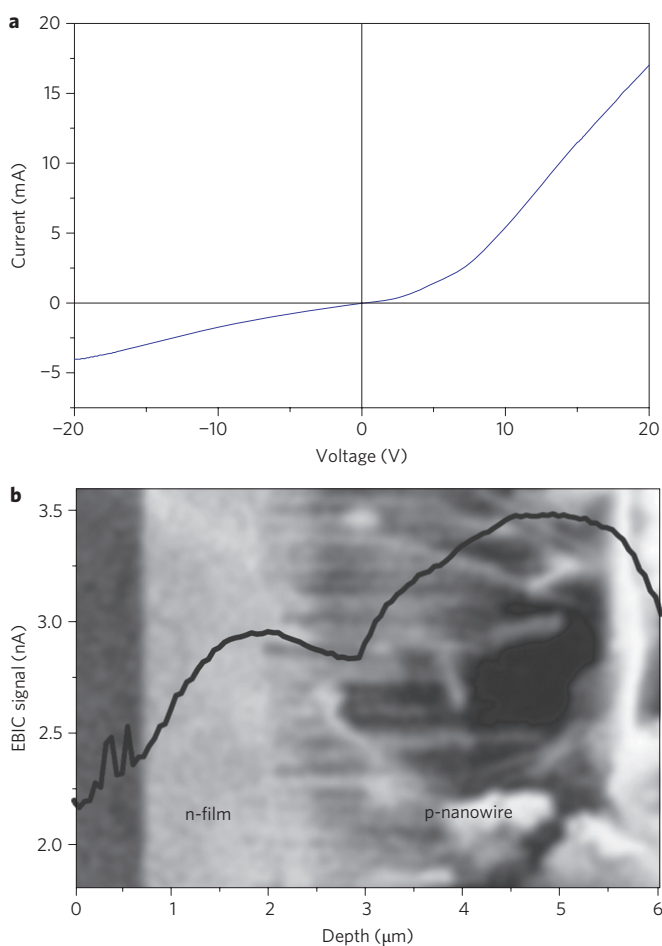 a
20
15
10
5
0
−5
Current (mA)
−20
−10
0
10
20
Voltage (V)
b
3.5
3.0
2.5
2.0
EBIC signal (nA)
n-film
p-nanowire
0
1
2
3
4
5
6
Depth (μm)